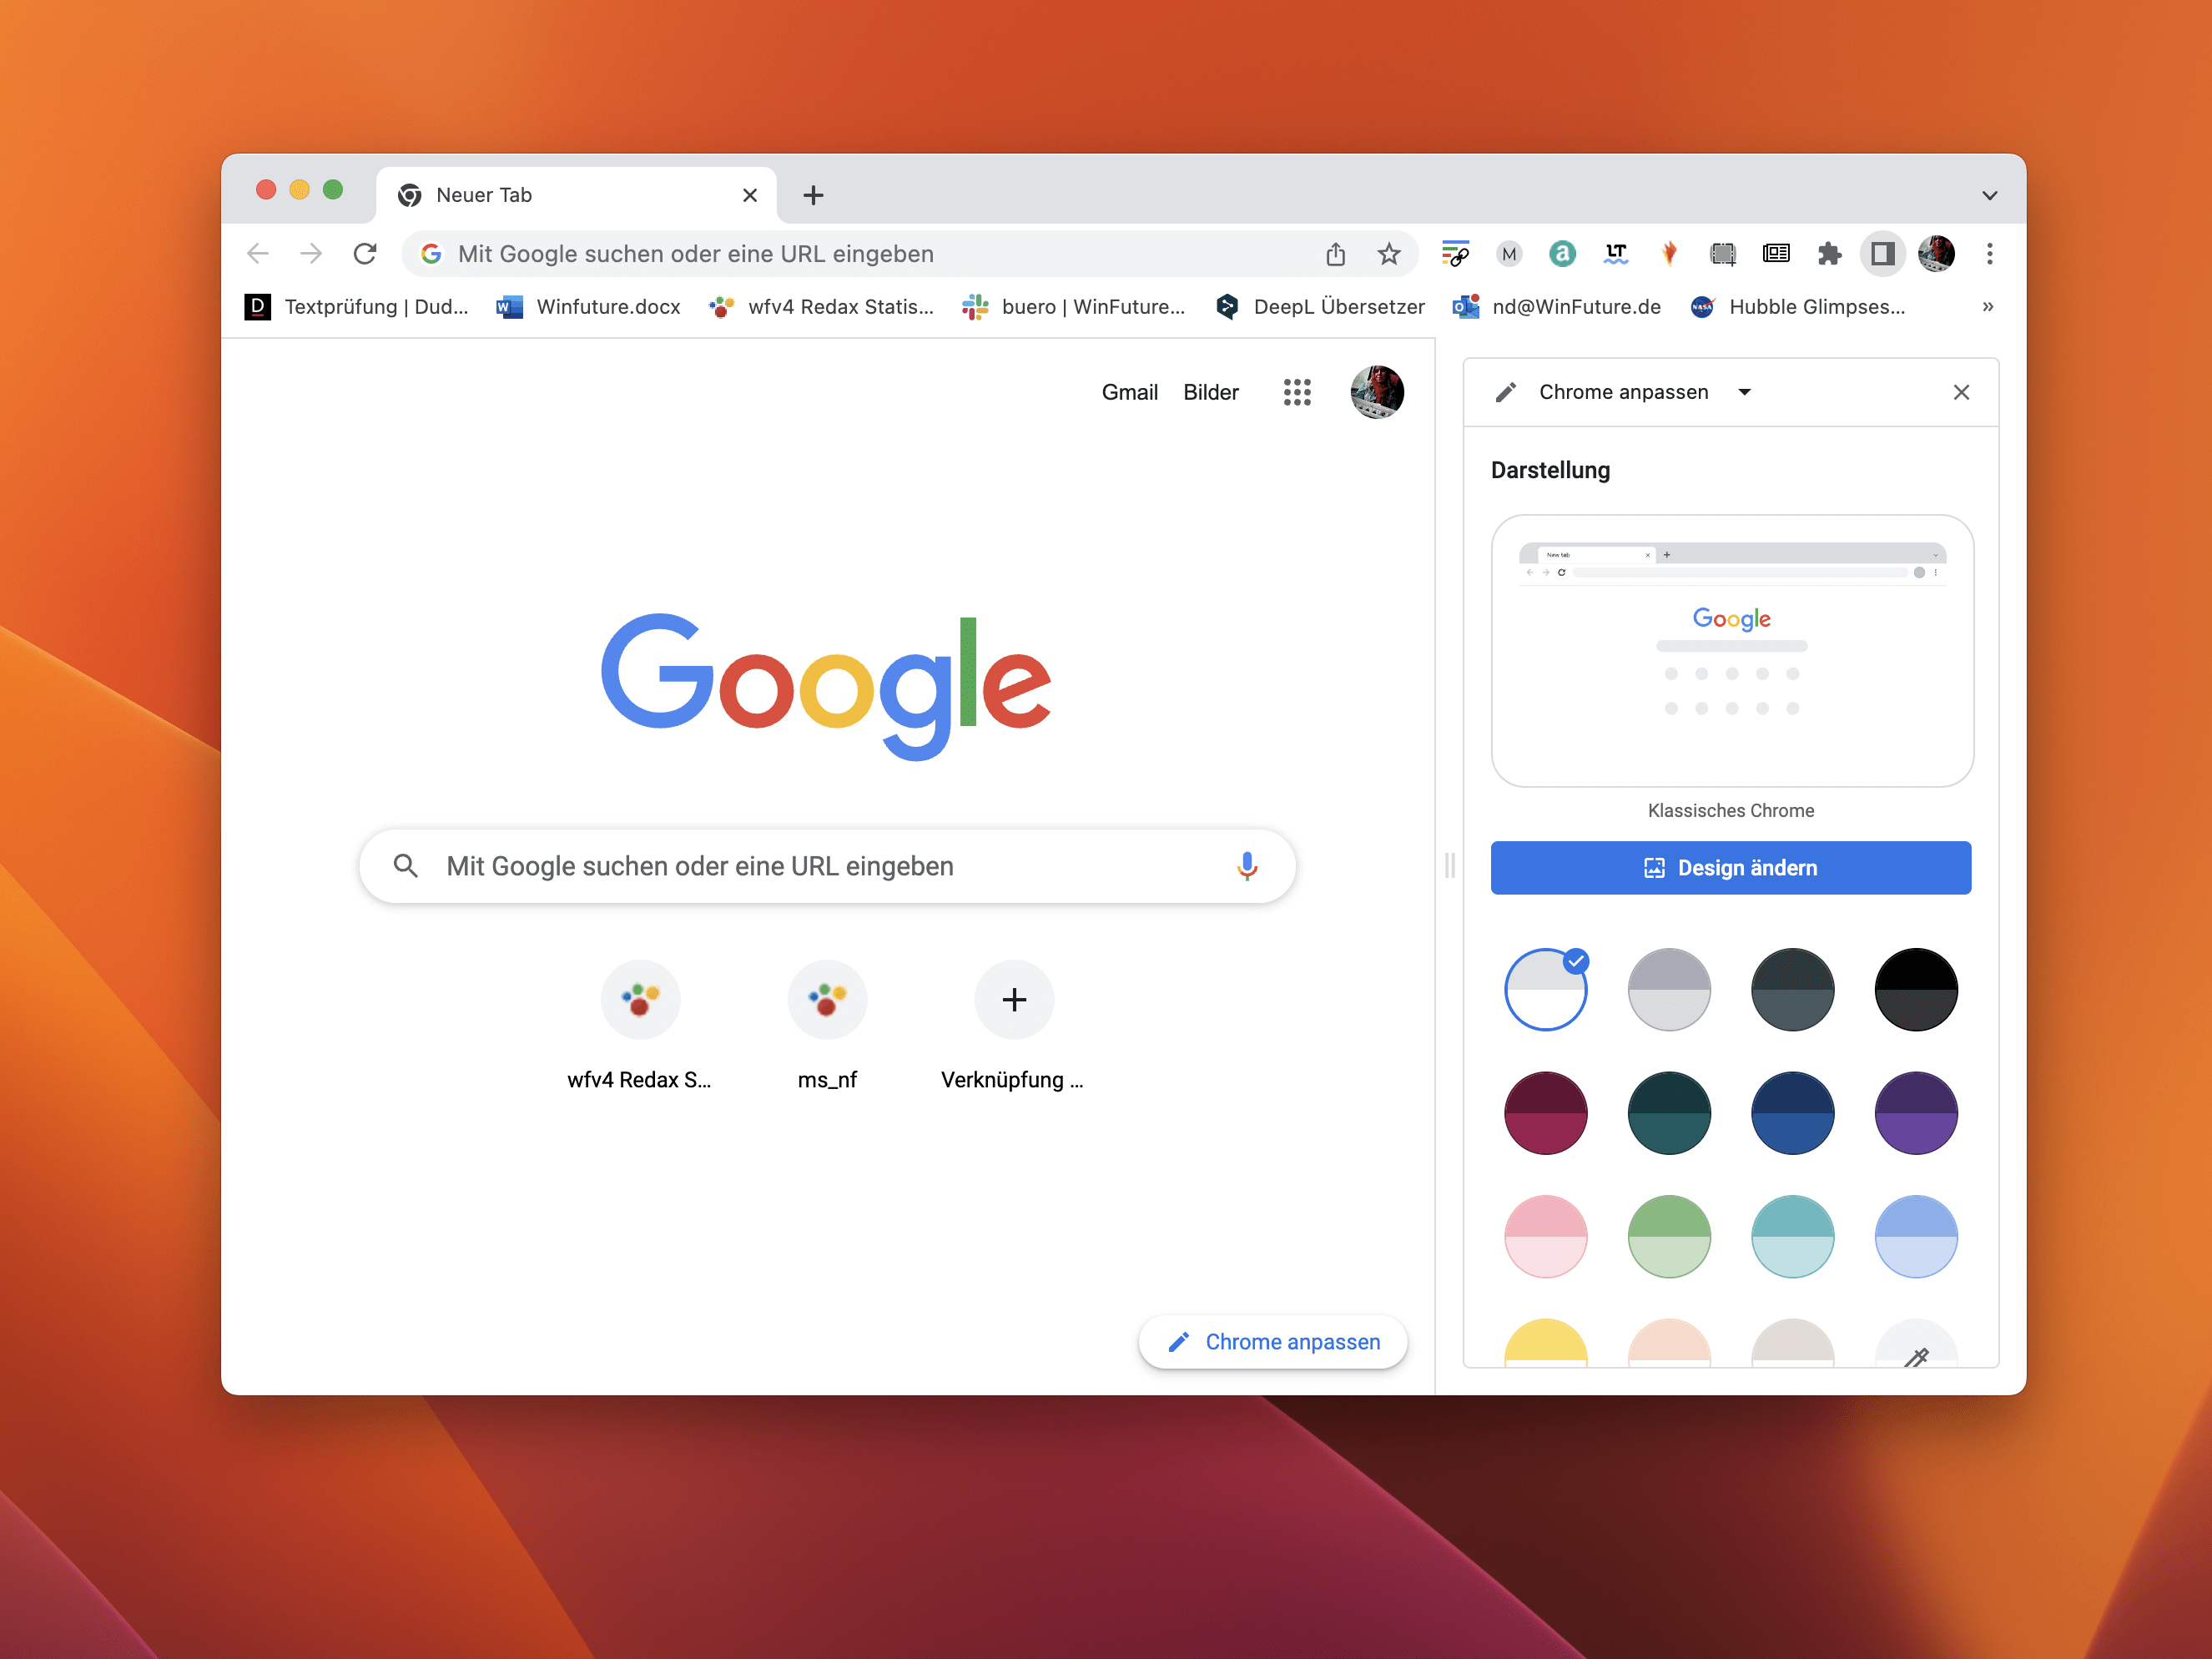 Neuer Tab
Mit Google suchen oder eine URL eingeben
Textprüfung | Dud...
Winfuture.docx
wfv4 Redax Statis...
buero | WinFuture...
DeepL Übersetzer
nd@WinFuture.de
Hubble Glimpses...
»
Gmail
Bilder
Google
Mit Google suchen oder eine URL eingeben
wfv4 Redax S...
ms_nf
Verknüpfung ...
Chrome anpassen
Chrome anpassen
Darstellung
New tab
Google
Klassisches Chrome
Design ändern